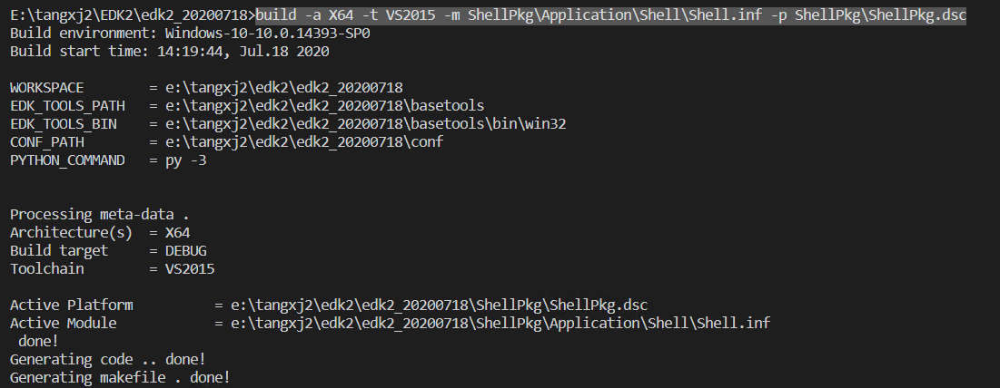 E:\tangxj2\EDK2\edk2_20200718>build -a X64 -t VS2015 -m ShellPkg\Application\Shell\Shell.inf -p ShellPkg\ShellPkg.dsc
Build environment: Windows-10-10.0.14393-SP0
Build start time: 14:19:44, Jul.18 2020
WORKSPACE        = e:\tangxj2\edk2\edk2_20200718
EDK_TOOLS_PATH   = e:\tangxj2\edk2\edk2_20200718\basetools
EDK_TOOLS_BIN    = e:\tangxj2\edk2\edk2_20200718\basetools\bin\win32
CONF_PATH        = e:\tangxj2\edk2\edk2_20200718\conf
PYTHON_COMMAND   = py -3
Processing meta-data .
Architecture(s)  = X64
Build target     = DEBUG
Toolchain        = VS2015
Active Platform          = e:\tangxj2\edk2\edk2_20200718\ShellPkg\ShellPkg.dsc
Active Module            = e:\tangxj2\edk2\edk2_20200718\ShellPkg\Application\Shell\Shell.inf
 done!
Generating code .. done!
Generating makefile . done!